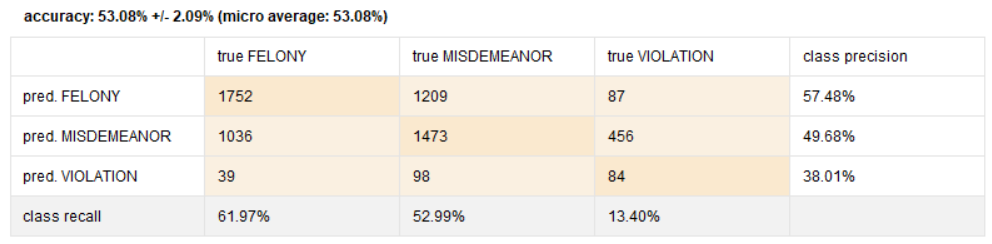 accuracy: 53.08% +/- 2.09% (micro average: 53.08%)
true FELONY true MISDEMEANOR true VIOLATION class precision
pred. FELONY 1752 1209 87 57.48%
pred. MISDEMEANOR 1036 1473 456 49.68%
pred. VIOLATION 39 98 84 38.01%
class recall 61.97% 52.99% 13.40%